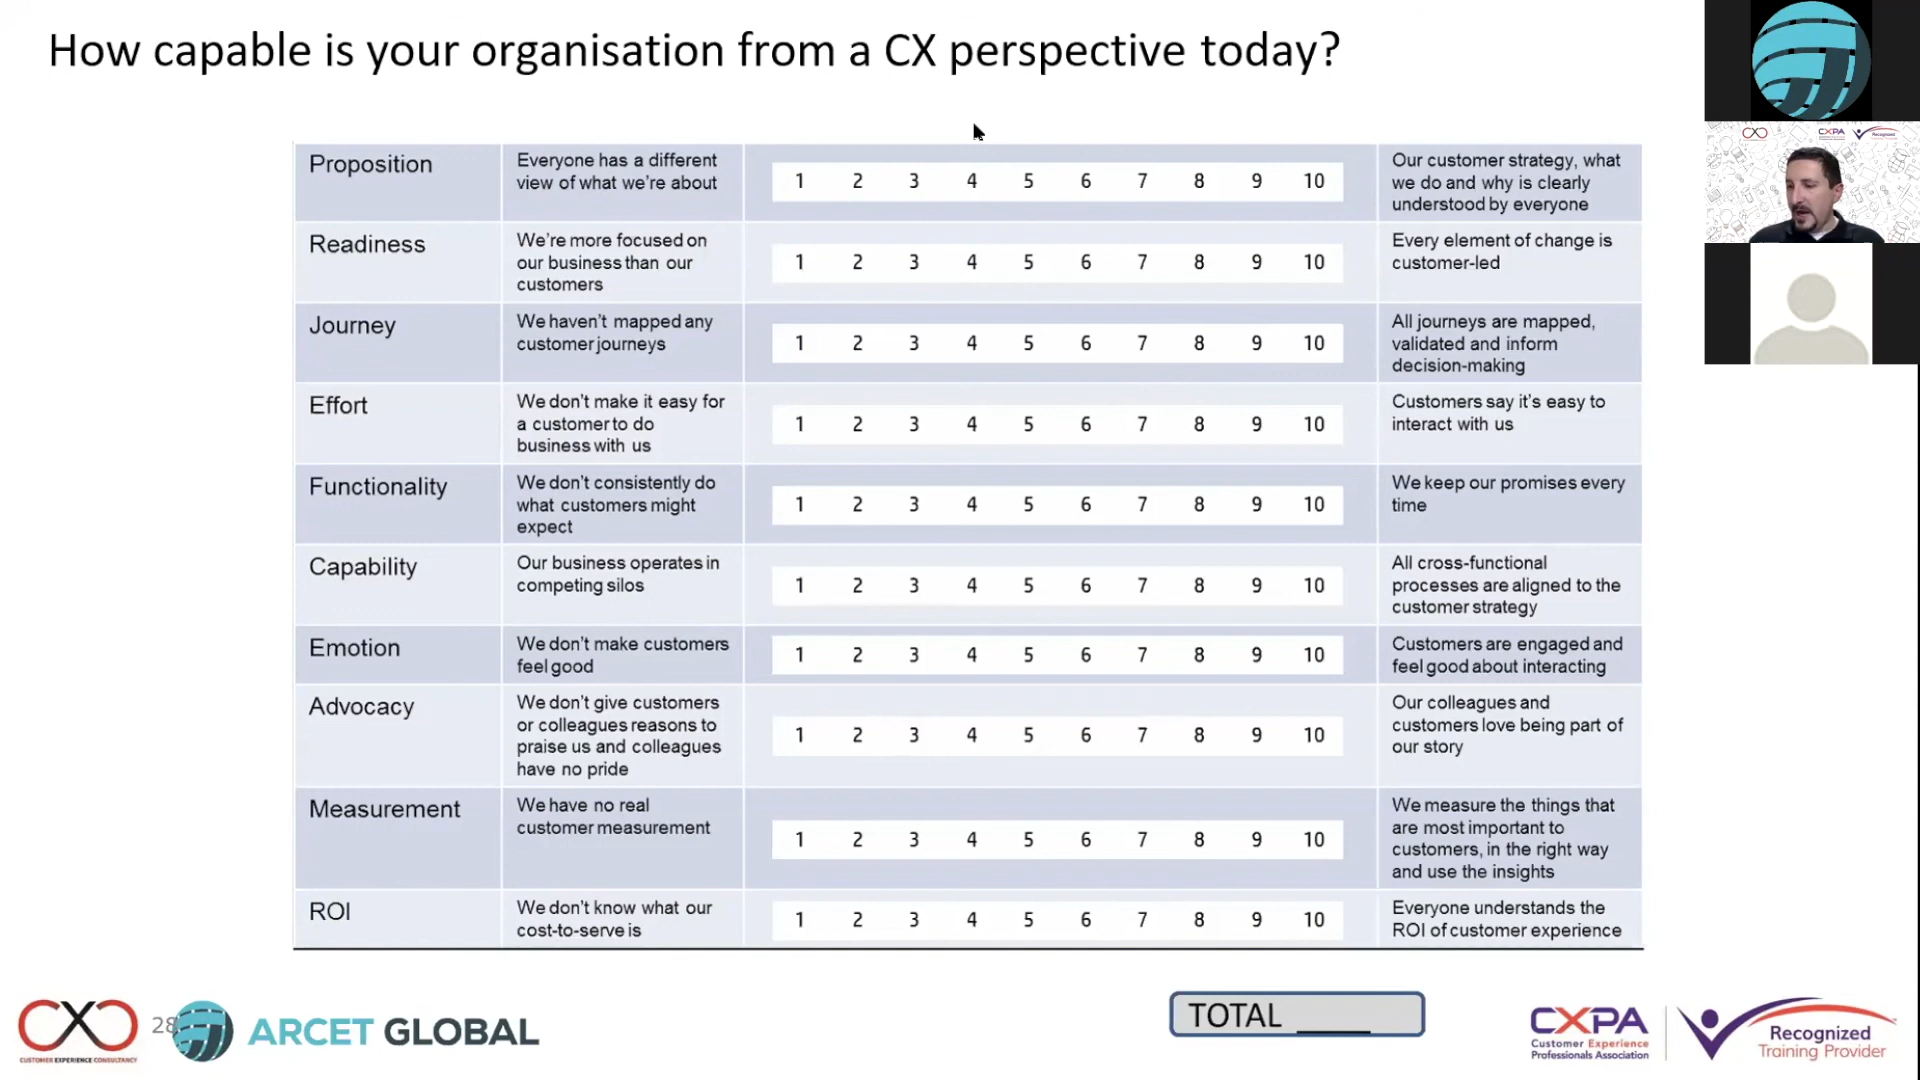 How capable is your organisation from a CX perspective today?
Proposition
Everyone has a different
view of what we're about
1 2 3 4 5 6 7 8 9 10
Our customer strategy, what
we do and why is clearly
understood by everyone
Readiness
We're more focused on
our business than our
customers
1 2 3 4 5 6 7 8 9 10
Every element of change is
customer-led
Journey
We haven't mapped any
customer journeys
1 2 3 4 5 6 7 8 9 10
All journeys are mapped,
validated and inform
decision-making
Effort
We don't make it easy for
a customer to do
business with us
1 2 3 4 5 6 7 8 9 10
Customers say it's easy to
interact with us
Functionality
We don't consistently do
what customers might
expect
1 2 3 4 5 6 7 8 9 10
We keep our promises every
time
Capability
Our business operates in
competing silos
1 2 3 4 5 6 7 8 9 10
All cross-functional
processes are aligned to the
customer strategy
Emotion
We don't make customers
feel good
1 2 3 4 5 6 7 8 9 10
Customers are engaged and
feel good about interacting
Advocacy
We don't give customers
or colleagues reasons to
praise us and colleagues
have no pride
1 2 3 4 5 6 7 8 9 10
Our colleagues and
customers love being part of
our story
Measurement
We have no real
customer measurement
1 2 3 4 5 6 7 8 9 10
We measure the things that
are most important to
customers, in the right way
and use the insights
ROI
We don't know what our
cost-to-serve is
1 2 3 4 5 6 7 8 9 10
Everyone understands the
ROI of customer experience
TOTAL _____
CXC
CUSTOMER EXPERIENCE CONSULTANCY
28
ARCET GLOBAL
CXPA
Customer Experience
Professionals Association
Recognized
Training Provider
CXC
CXPA
Recognized